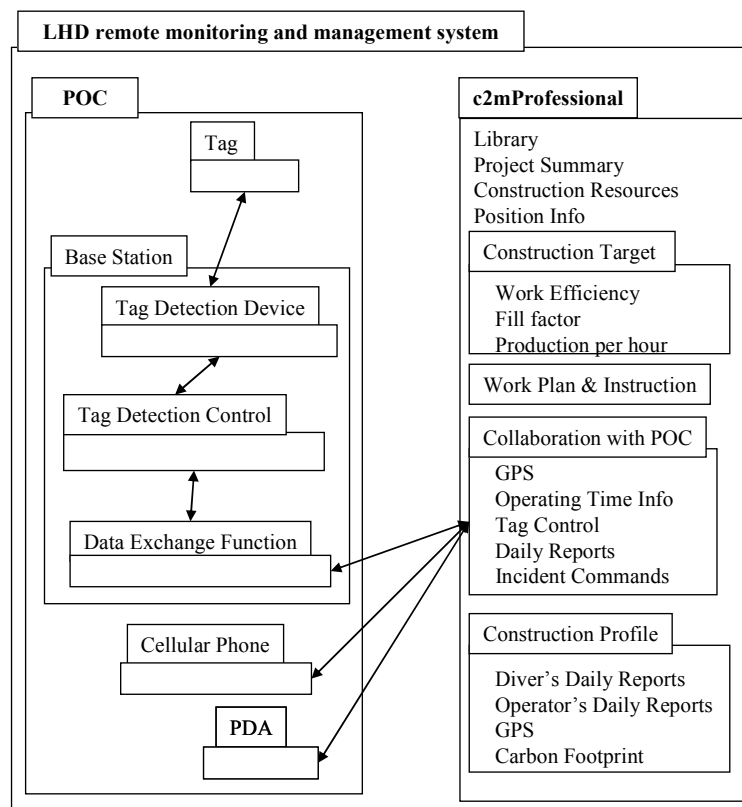 LHD remote monitoring and management system
POC
Tag
Base Station
Tag Detection Device
Tag Detection Control
Data Exchange Function
Cellular Phone
PDA
c2mProfessional
Library
Project Summary
Construction Resources
Position Info
Construction Target
Work Efficiency
Fill factor
Production per hour
Work Plan & Instruction
Collaboration with POC
GPS
Operating Time Info
Tag Control
Daily Reports
Incident Commands
Construction Profile
Diver's Daily Reports
Operator's Daily Reports
GPS
Carbon Footprint